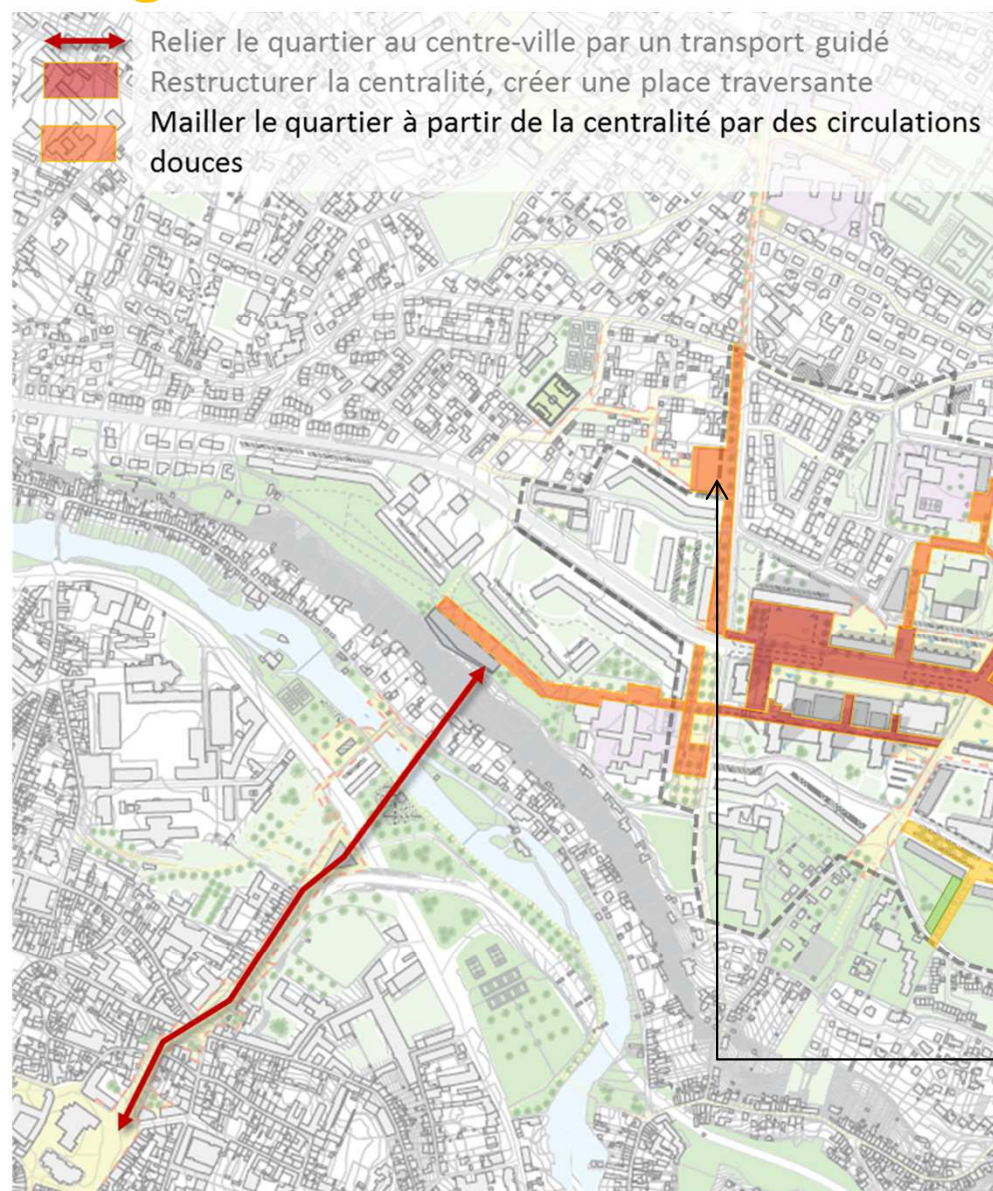 Relier le quartier au centre-ville par un transport guidé
Restructurer la centralité, créer une place traversante
Mailler le quartier à partir de la centralité par des circulations
douces